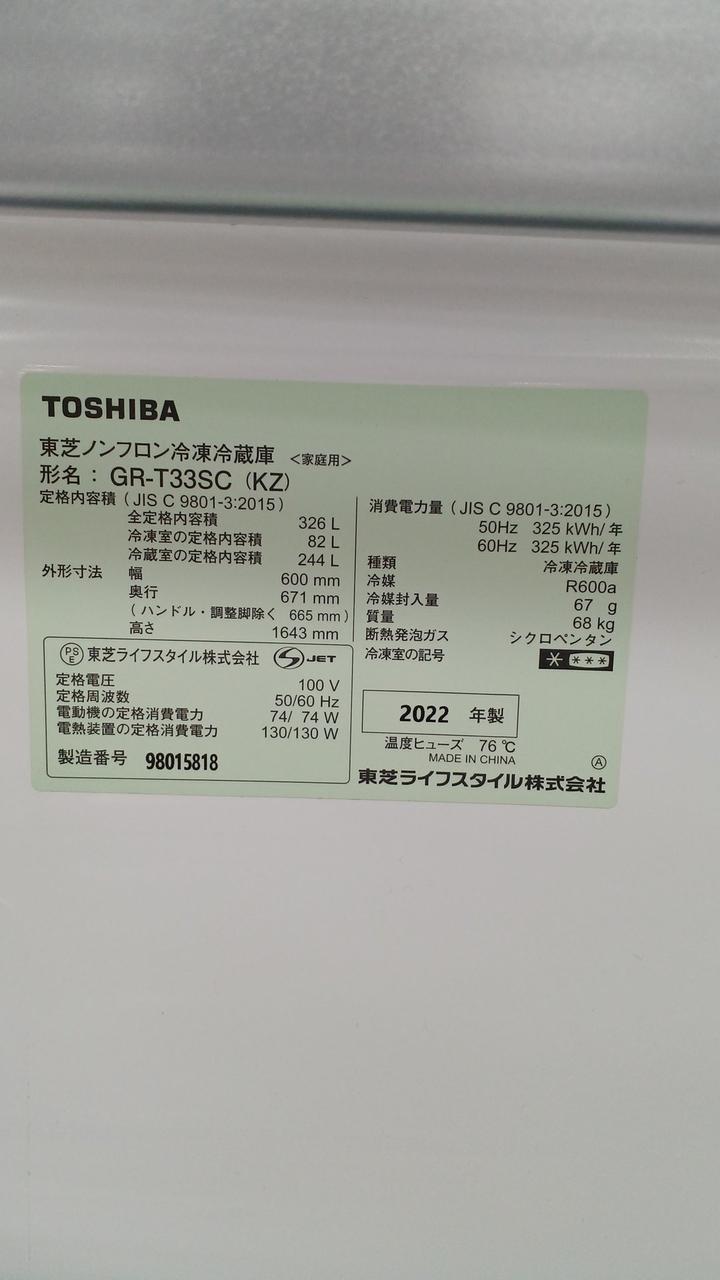 TOSHIBA
東芝ノンフロン冷凍冷蔵庫 <家庭用>
形名： GR-T33SC (KZ)
定格内容積 ( JIS C 9801-3:2015 )
全定格内容積 326 L
冷凍室の定格内容積 82 L
冷蔵室の定格内容積 244 L
外形寸法 幅 600 mm
奥行 671 mm
( ハンドル・調整脚除く 665 mm )
高さ 1643 mm
PSE 東芝ライフスタイル株式会社 S JET
定格電圧 100 V
定格周波数 50/60 Hz
電動機の定格消費電力 74/ 74 W
電熱装置の定格消費電力 130/130 W
製造番号 98015818
消費電力量 ( JIS C 9801-3:2015 )
50Hz 325 kWh/ 年
60Hz 325 kWh/ 年
種類 冷凍冷蔵庫
冷媒 R600a
冷媒封入量 67 g
質量 68 kg
断熱発泡ガス シクロペンタン
冷凍室の記号 * ***
2022 年製
温度ヒューズ 76 ℃
MADE IN CHINA Ⓐ
東芝ライフスタイル株式会社